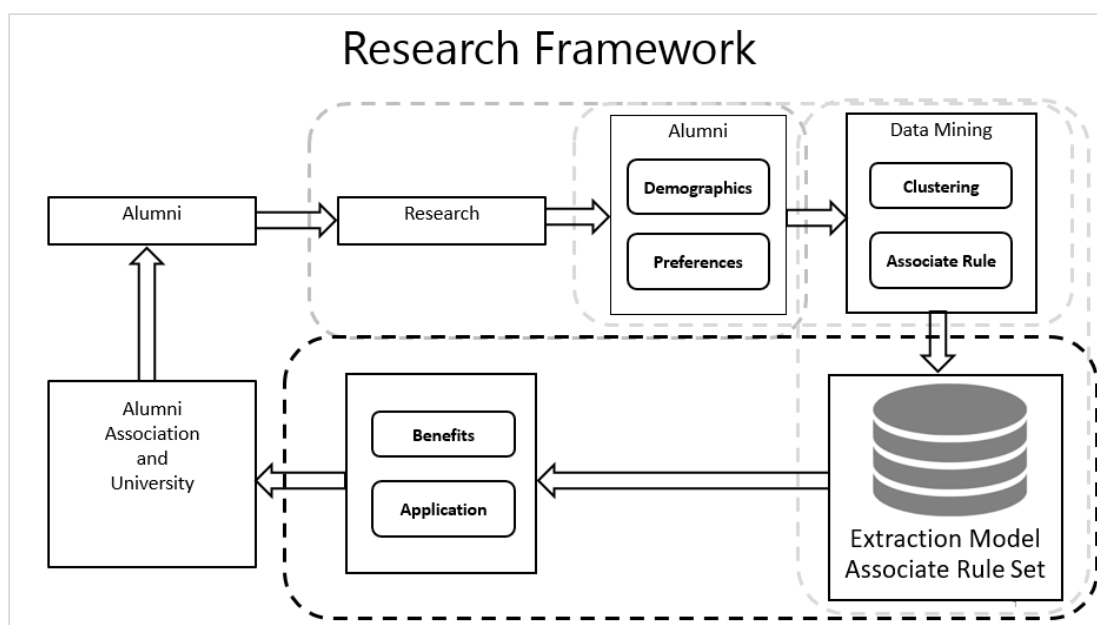 Research Framework
Alumni
Research
Alumni
Demographics
Preferences
Data Mining
Clustering
Associate Rule
Alumni
Association
and
University
Benefits
Application
Extraction Model
Associate Rule Set